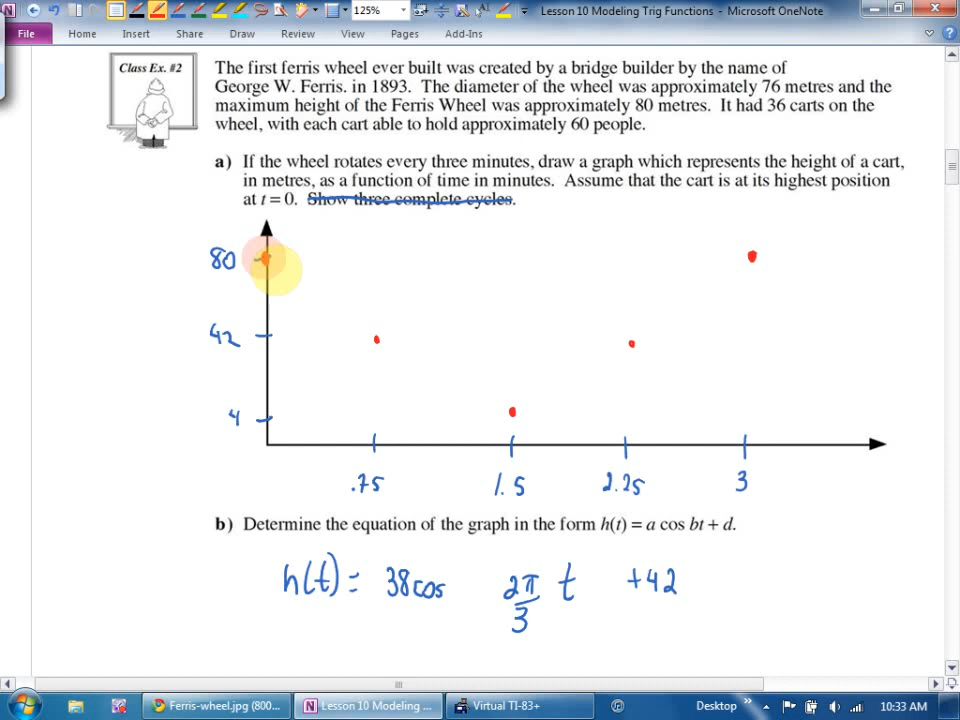 125%
Lesson 10 Modeling Trig Functions - Microsoft OneNote
File Home Insert Share Draw Review View Pages Add-Ins
Class Ex. #2
The first ferris wheel ever built was created by a bridge builder by the name of
George W. Ferris. in 1893. The diameter of the wheel was approximately 76 metres and the
maximum height of the Ferris Wheel was approximately 80 metres. It had 36 carts on the
wheel, with each cart able to hold approximately 60 people.
a) If the wheel rotates every three minutes, draw a graph which represents the height of a cart,
in metres, as a function of time in minutes. Assume that the cart is at its highest position
at t = 0. Show three complete cycles.
80
42
4
.75 1.5 2.25 3
b) Determine the equation of the graph in the form h(t) = a cos bt + d.
h(t) = 38 cos 2π/3 t +42
Ferris-wheel.jpg (800... Lesson 10 Modeling ... Virtual TI-83+ Desktop 10:33 AM